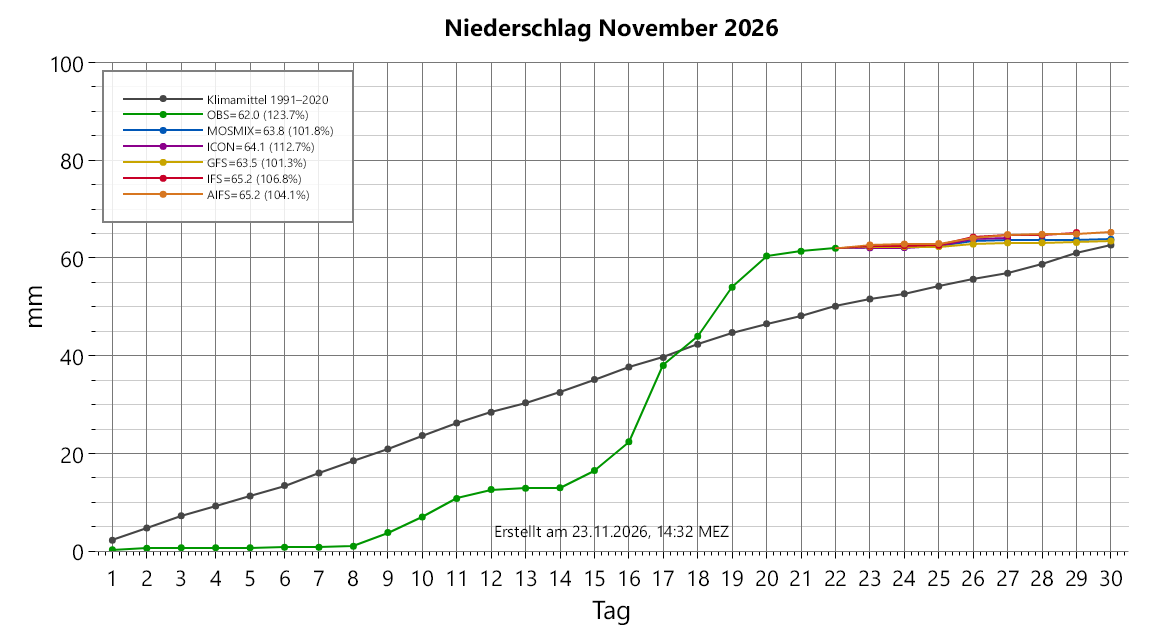 Niederschlag November 2026
100
80
60
40
20
0
mm
Klimamittel 1991–2020
OBS=62.0 (123.7%)
MOSMIX=63.8 (101.8%)
ICON=64.1 (112.7%)
GFS=63.5 (101.3%)
IFS=65.2 (106.8%)
AIFS=65.2 (104.1%)
Erstellt am 23.11.2026, 14:32 MEZ
1 2 3 4 5 6 7 8 9 10 11 12 13 14 15 16 17 18 19 20 21 22 23 24 25 26 27 28 29 30
Tag